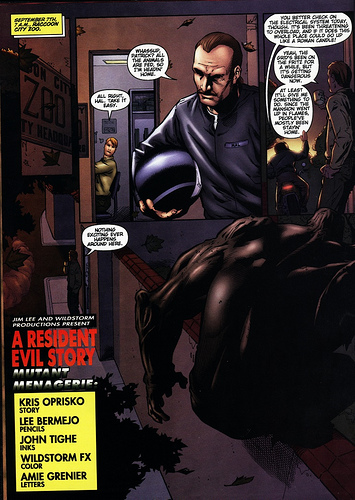 SEPTEMBER 7TH,
7 A.M., RACCOON
CITY ZOO.
WHASSUP,
PATRICK? ALL
THE ANIMALS
ARE FED, SO
I'M HEADIN'
HOME.
ALL RIGHT,
HAL. TAKE IT
EASY.
YOU BETTER CHECK ON
THE ELECTRICAL SYSTEM TODAY,
THOUGH. IT'S BEEN THREATENING
TO OVERLOAD, AND IF IT DOES THIS
WHOLE PLACE COULD GO UP
LIKE A ROMAN CANDLE!
YEAH, THE
GRID'S BEEN ON
THE FRITZ FOR
A WHILE, BUT
IT'S GETTING
DANGEROUS
NOW.
AT LEAST
IT'LL GIVE ME
SOMETHING TO
DO. SINCE THE
MANSION WENT
UP IN FLAMES,
PEOPLE'VE
MOSTLY BEEN
STAYIN'
HOME.
NOTHING
EXCITING EVER
HAPPENS
AROUND HERE.
JIM LEE AND WILDSTORM
PRODUCTIONS PRESENT
A RESIDENT
EVIL STORY
MUTANT
MENAGERIE:
KRIS OPRISKO
STORY
LEE BERMEJO
PENCILS
JOHN TIGHE
INKS
WILDSTORM FX
COLOR
AMIE GRENIER
LETTERS